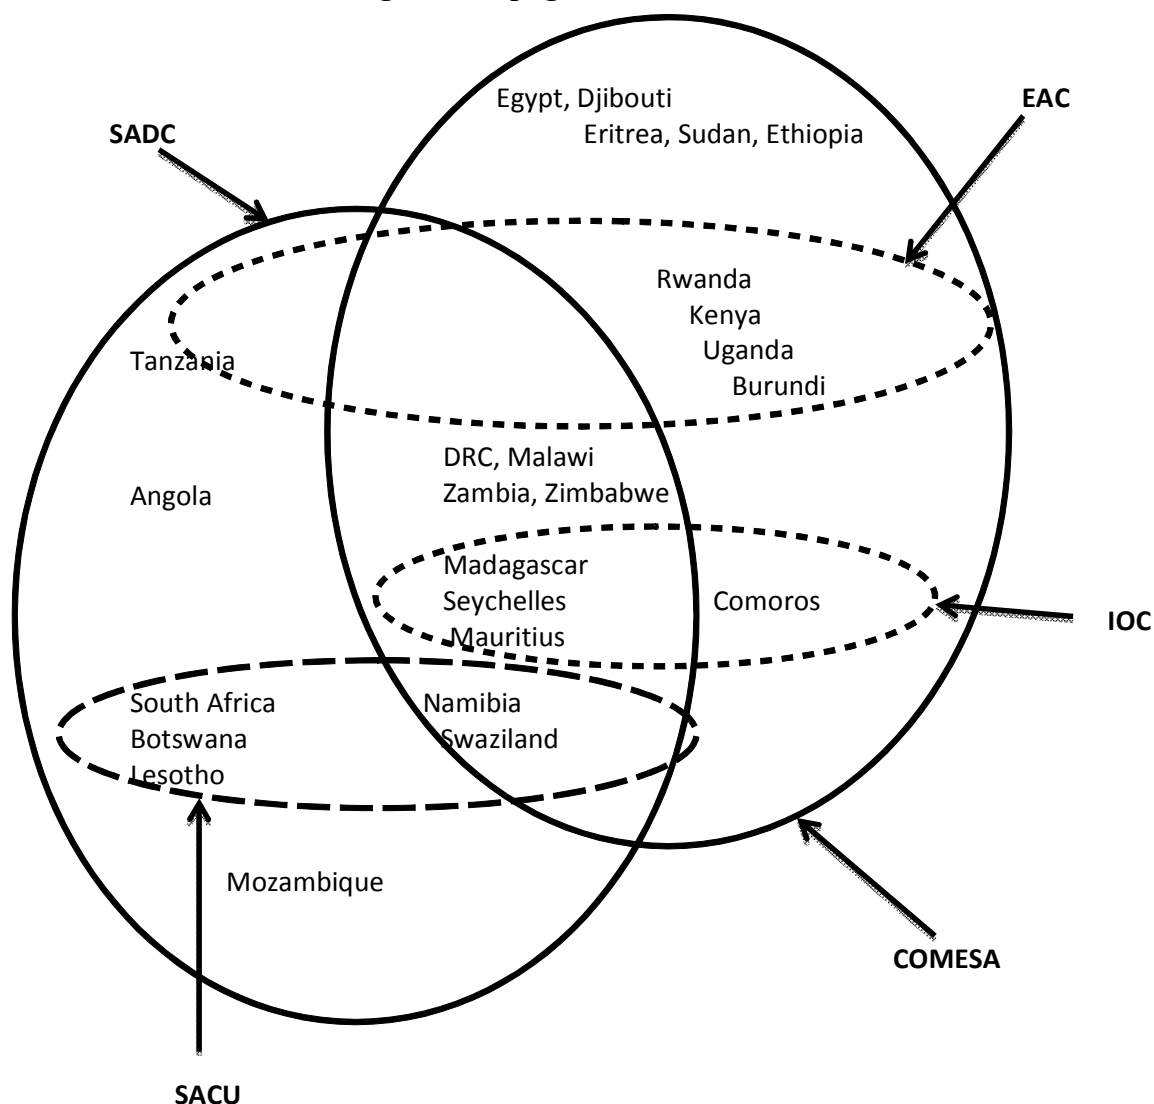 Egypt, Djibouti
EAC
SADC
Eritrea, Sudan, Ethiopia
Rwanda
Kenya
Uganda
Tanzania
Burundi
DRC, Malawi
Angola
Zambia, Zimbabwe
Madagascar
Seychelles
Comoros
IOC
Mauritius
South Africa
Namibia
Botswana
Swaziland
Lesotho
Mozambique
COMESA
SACU